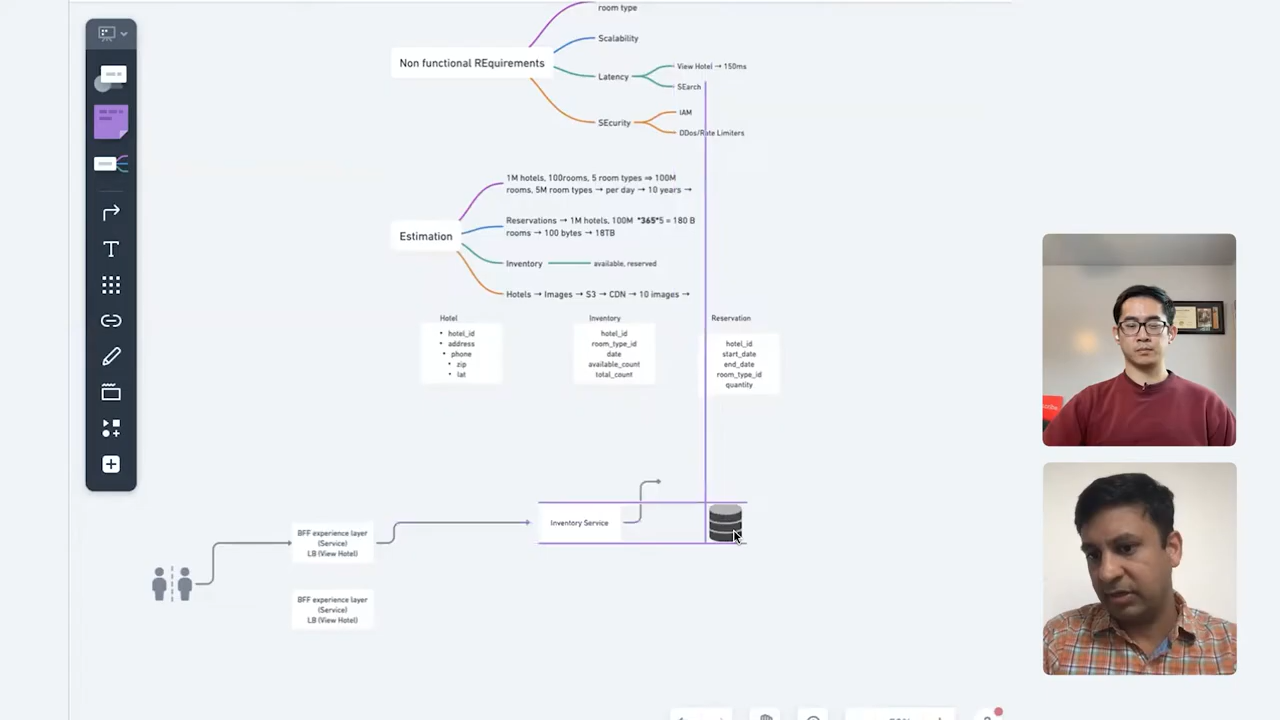 room type
Non functional REquirements
Scalability
Latency
View Hotel → 150ms
SEarch
SEcurity
IAM
DDos/Rate Limiters
Estimation
1M hotels, 100rooms, 5 room types ⇒ 100M
rooms, 5M room types → per day → 10 years →
Reservations → 1M hotels, 100M *365*5 = 180 B
rooms → 100 bytes → 18TB
Inventory
available, reserved
Hotels → Images → S3 → CDN → 10 images →
Hotel
• hotel_id
• address
• phone
• zip
• lat
Inventory
hotel_id
room_type_id
date
available_count
total_count
Reservation
hotel_id
start_date
end_date
room_type_id
quantity
BFF experience layer
(Service)
LB (View Hotel)
Inventory Service
BFF experience layer
(Service)
LB (View Hotel)
T